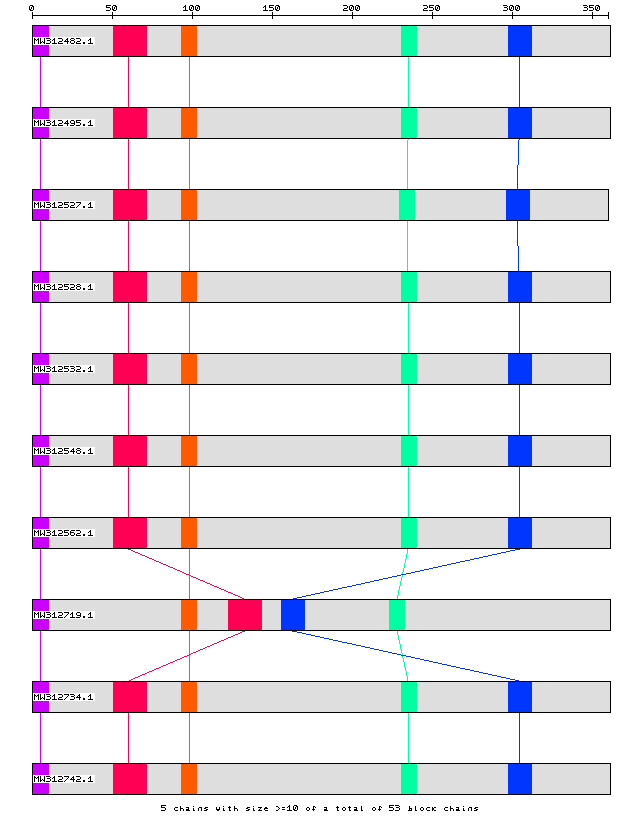 0 50 100 150 200 250 300 350
MW312482.1
MW312495.1
MW312527.1
MW312528.1
MW312532.1
MW312548.1
MW312562.1
MW312719.1
MW312734.1
MW312742.1
5 chains with size >=10 of a total of 53 block chains